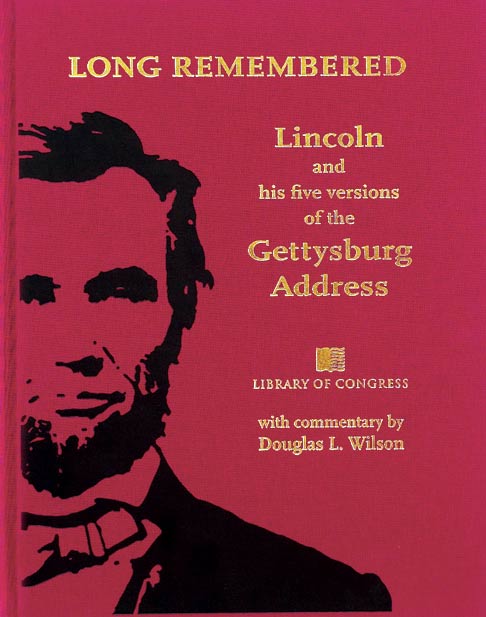 LONG REMEMBERED
Lincoln
and
his five versions
of the
Gettysburg
Address
LIBRARY OF CONGRESS
with commentary by
Douglas L. Wilson